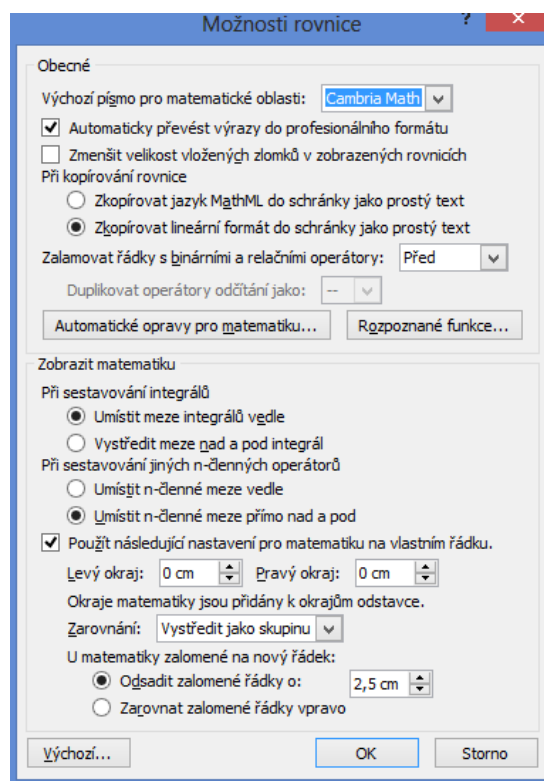 Možnosti rovnice ?
Obecné
Výchozí písmo pro matematické oblasti: Cambria Math
Automaticky převést výrazy do profesionálního formátu
Zmenšit velikost vložených zlomků v zobrazených rovnicích
Při kopírování rovnice
Zkopírovat jazyk MathML do schránky jako prostý text
Zkopírovat lineární formát do schránky jako prostý text
Zalamovat řádky s binárními a relačními operátory: Před
Duplikovat operátory odčítání jako: --
Automatické opravy pro matematiku... Rozpoznané funkce...
Zobrazit matematiku
Při sestavování integrálů
Umístit meze integrálů vedle
Vystředit meze nad a pod integrál
Při sestavování jiných n-členných operátorů
Umístit n-členné meze vedle
Umístit n-členné meze přímo nad a pod
Použít následující nastavení pro matematiku na vlastním řádku.
Levý okraj: 0 cm Pravý okraj: 0 cm
Okraje matematiky jsou přidány k okrajům odstavce.
Zarovnání: Vystředit jako skupinu
U matematiky zalomené na nový řádek:
Odsadit zalomené řádky o: 2,5 cm
Zarovnat zalomené řádky vpravo
Výchozí... OK Storno